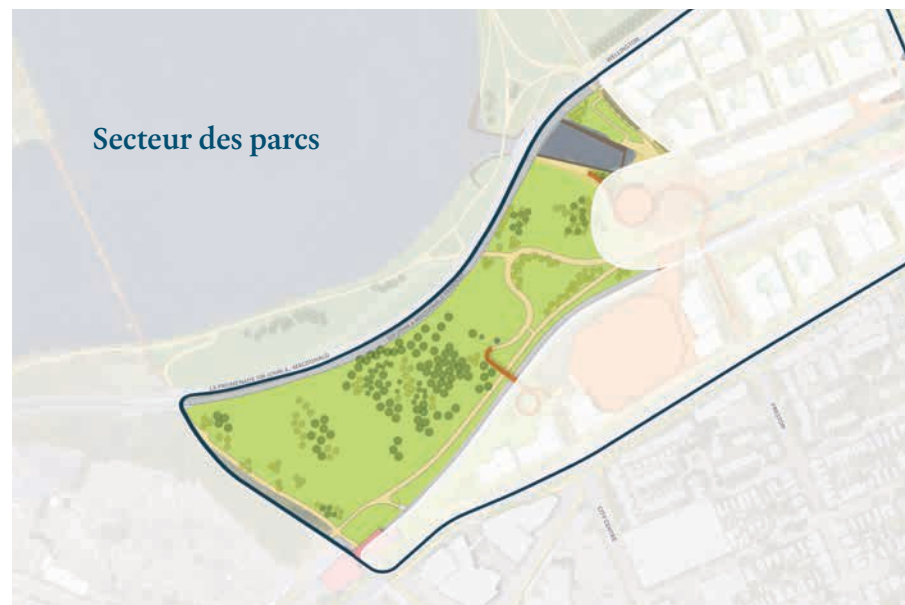 WELLINGTON
Secteur des parcs
LA PROMENADE SIR-JOHN-A.-MACDONALD
PRESTON
CITY CENTRE